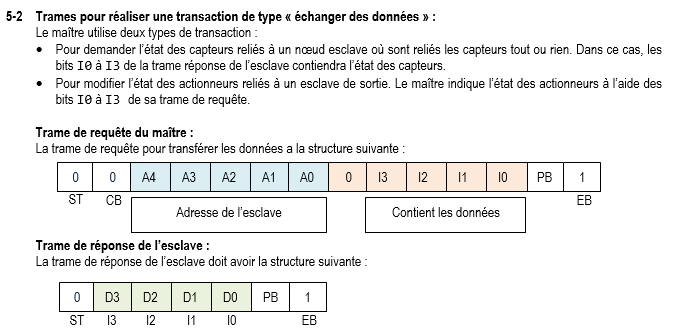 5-2 Trames pour réaliser une transaction de type « échanger des données » :
Le maître utilise deux types de transaction :
• Pour demander l'état des capteurs reliés à un nœud esclave où sont reliés les capteurs tout ou rien. Dans ce cas, les
bits I0 à I3 de la trame réponse de l'esclave contiendra l'état des capteurs.
• Pour modifier l'état des actionneurs reliés à un esclave de sortie. Le maître indique l'état des actionneurs à l'aide des
bits I0 à I3 de sa trame de requête.
Trame de requête du maître :
La trame de requête pour transférer les données a la structure suivante :
0 0 A4 A3 A2 A1 A0 0 I3 I2 I1 I0 PB 1
ST CB EB
Adresse de l'esclave Contient les données
Trame de réponse de l'esclave :
La trame de réponse de l'esclave doit avoir la structure suivante :
0 D3 D2 D1 D0 PB 1
ST I3 I2 I1 I0 EB